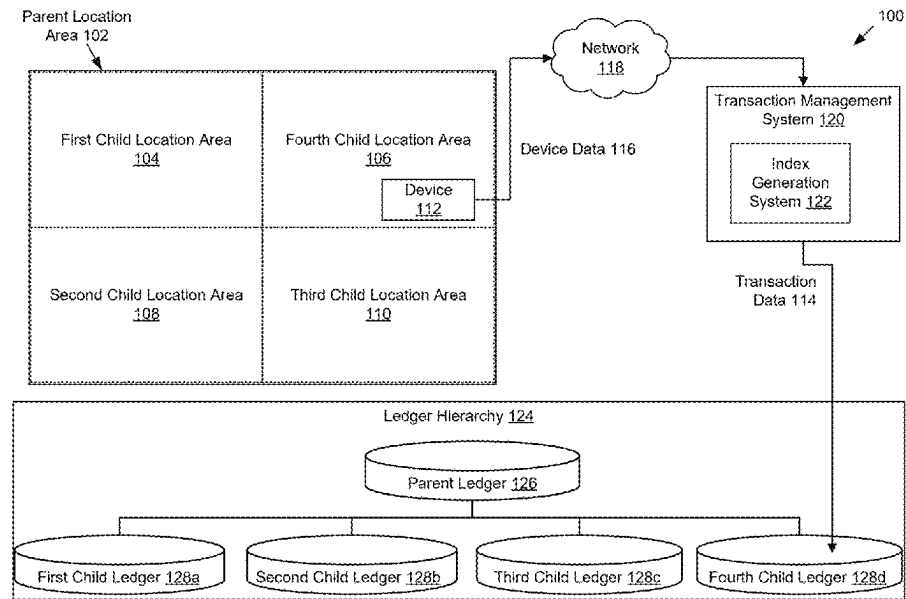 Parent Location
Area 102
100
Network
118
First Child Location Area
104
Fourth Child Location Area
106
Device
112
Device Data 116
Transaction Management
System 120
Index
Generation
System 122
Second Child Location Area
108
Third Child Location Area
110
Transaction
Data 114
Ledger Hierarchy 124
Parent Ledger 126
First Child Ledger 128a
Second Child Ledger 128b
Third Child Ledger 128c
Fourth Child Ledger 128d